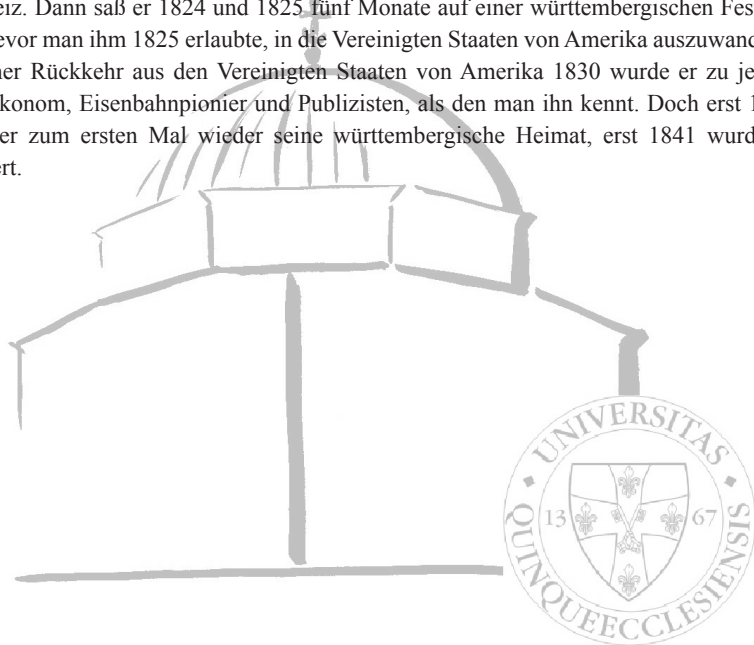 eiz. Dann saß er 1824 und 1825 fünf Monate auf einer württembergischen Fes
evor man ihm 1825 erlaubte, in die Vereinigten Staaten von Amerika auszuwand
ner Rückkehr aus den Vereinigten Staaten von Amerika 1830 wurde er zu je
konom, Eisenbahnpionier und Publizisten, als den man ihn kennt. Doch erst 1
er zum ersten Mal wieder seine württembergische Heimat, erst 1841 wurd
ert.
UNIVERSITAS
13 67
QUINQUEECCLESIENSIS